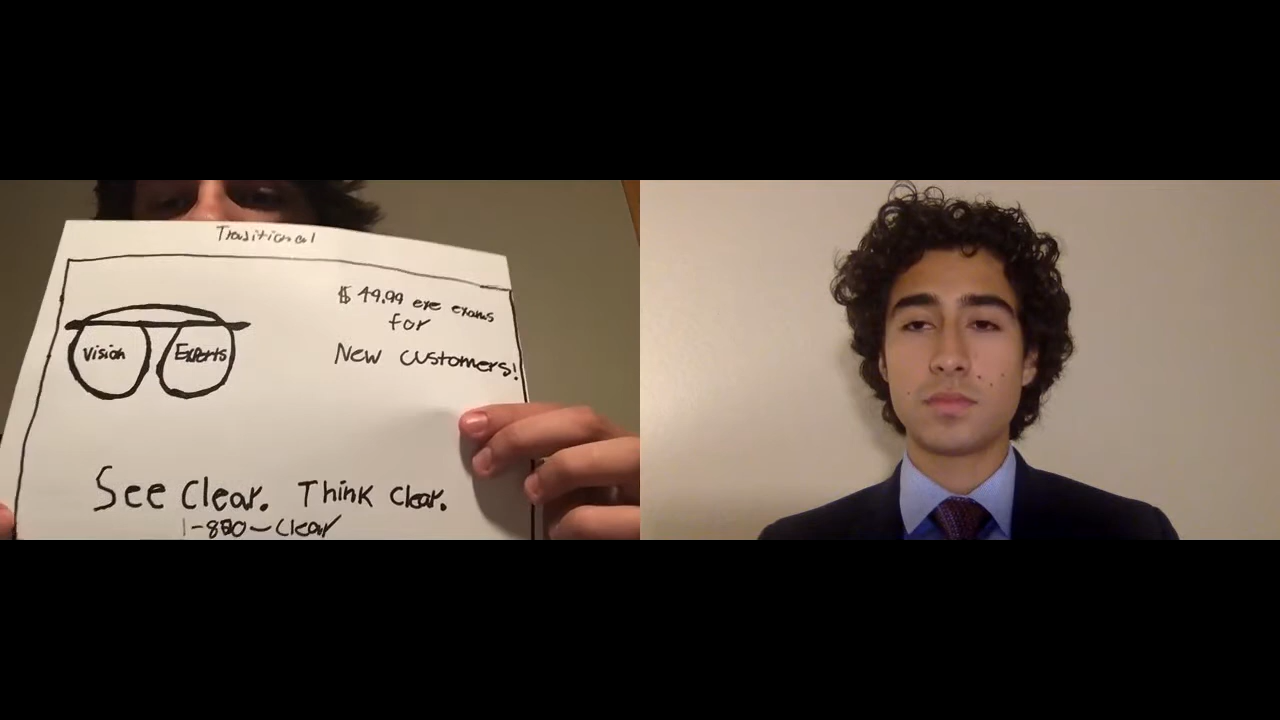 Traditional
$ 49.99 eye exams
for
New customers!
Vision Experts
See Clear. Think Clear.
1-800-Clear